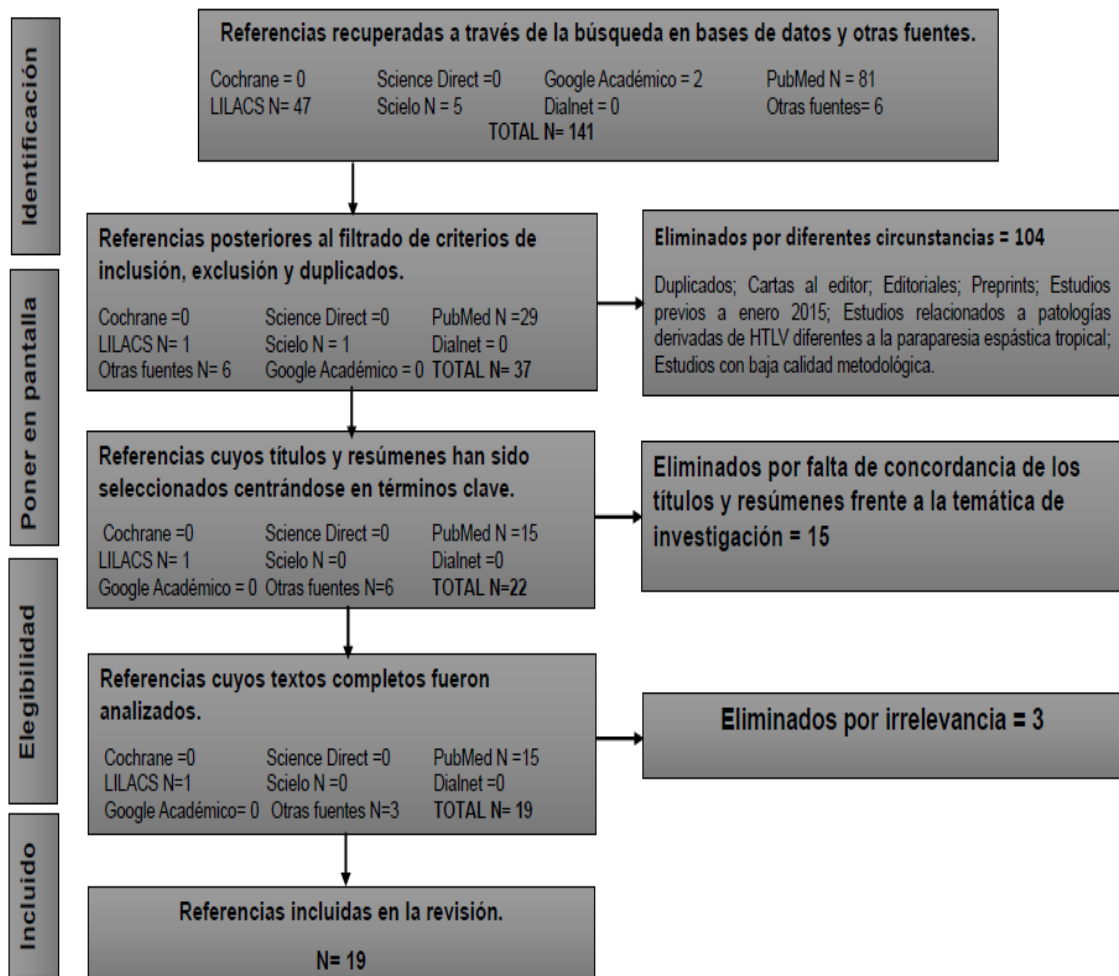 Identificación
Referencias recuperadas a través de la búsqueda en bases de datos y otras fuentes.
Cochrane = 0 Science Direct =0 Google Académico = 2 PubMed N = 81
LILACS N= 47 Scielo N = 5 Dialnet = 0 Otras fuentes= 6
TOTAL N= 141
Poner en pantalla
Referencias posteriores al filtrado de criterios de
inclusión, exclusión y duplicados.
Cochrane =0 Science Direct =0 PubMed N =29
LILACS N= 1 Scielo N = 1 Dialnet = 0
Otras fuentes N= 6 Google Académico = 0 TOTAL N= 37
Eliminados por diferentes circunstancias = 104
Duplicados; Cartas al editor; Editoriales; Preprints; Estudios
previos a enero 2015; Estudios relacionados a patologías
derivadas de HTLV diferentes a la paraparesia espástica tropical;
Estudios con baja calidad metodológica.
Referencias cuyos títulos y resúmenes han sido
seleccionados centrándose en términos clave.
Cochrane =0 Science Direct =0 PubMed N =15
LILACS N= 1 Scielo N =0 Dialnet =0
Google Académico = 0 Otras fuentes N=6 TOTAL N=22
Eliminados por falta de concordancia de los
títulos y resúmenes frente a la temática de
investigación = 15
Elegibilidad
Referencias cuyos textos completos fueron
analizados.
Cochrane =0 Science Direct =0 PubMed N =15
LILACS N=1 Scielo N =0 Dialnet =0
Google Académico= 0 Otras fuentes N=3 TOTAL N= 19
Eliminados por irrelevancia = 3
Incluido
Referencias incluidas en la revisión.
N= 19